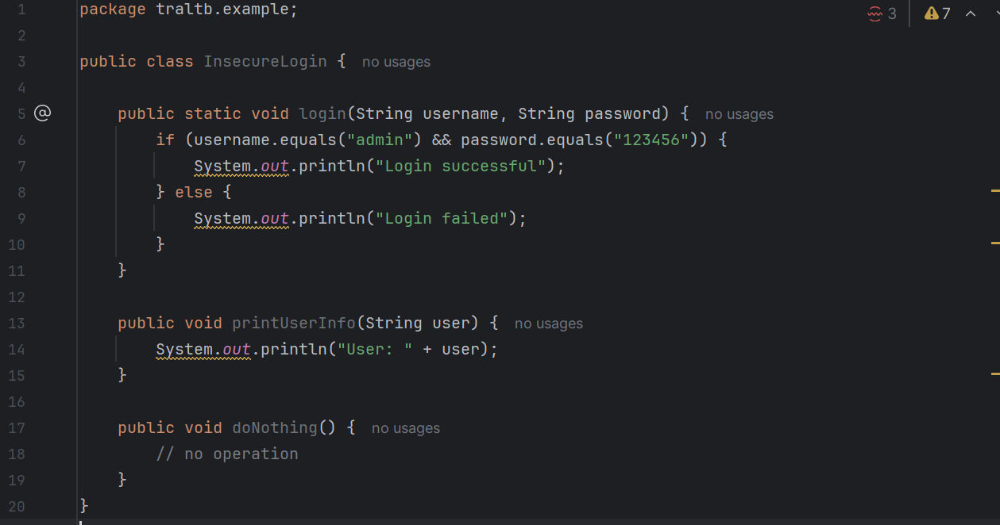 1 package traltb.example; 3 7
2
3 public class InsecureLogin { no usages
4
5 @ public static void login(String username, String password) { no usages
6 if (username.equals("admin") && password.equals("123456")) {
7 System.out.println("Login successful");
8 } else {
9 System.out.println("Login failed");
10 }
11 }
12
13 public void printUserInfo(String user) { no usages
14 System.out.println("User: " + user);
15 }
16
17 public void doNothing() { no usages
18 // no operation
19 }
20 }